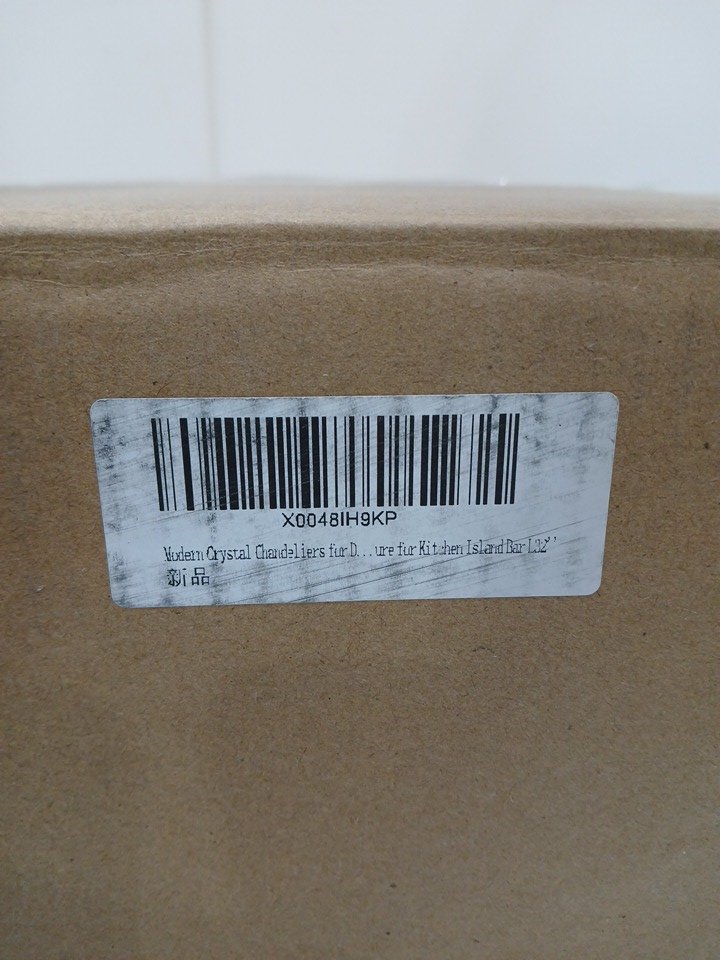 X0048IH9KP
Modern Crystal Chandeliers for D...ure for Kitchen Island Bar L32''
新品